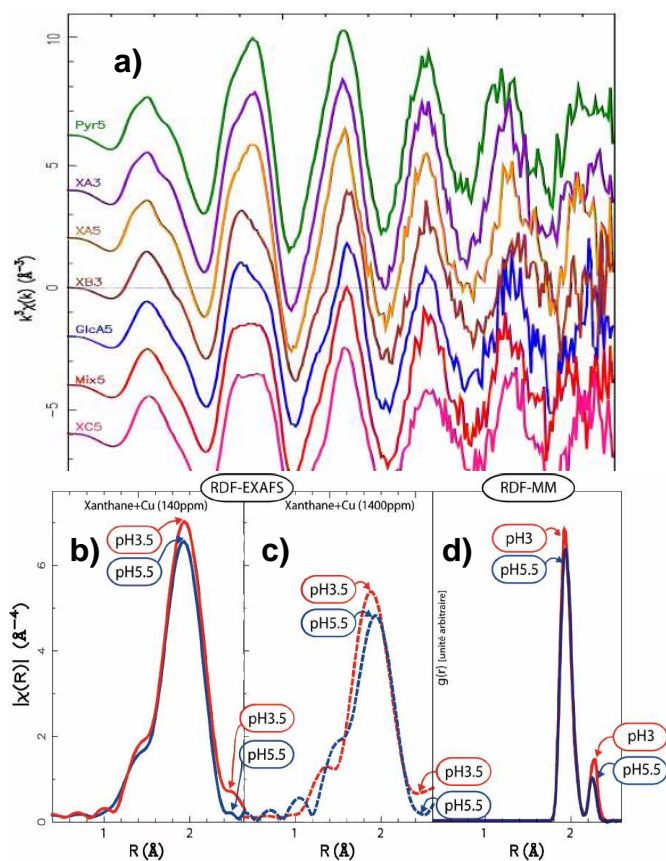 a)
10
5
0
−5
k³χ(k) (Å⁻³)
Pyr5
XA3
XA5
XB3
GlcA5
Mix5
XC5
RDF-EXAFS
RDF-MM
Xanthane+Cu (140ppm)
Xanthane+Cu (1400ppm)
b)
c)
d)
pH3.5
pH5.5
pH3.5
pH5.5
pH3.5
pH5.5
pH3.5
pH5.5
pH3
pH5.5
pH3
pH5.5
|χ(R)| (Å⁻⁴)
g(r) [unité arbitraire]
6
4
2
0
1
2
1
2
1
2
R (Å)
R (Å)
R (Å)